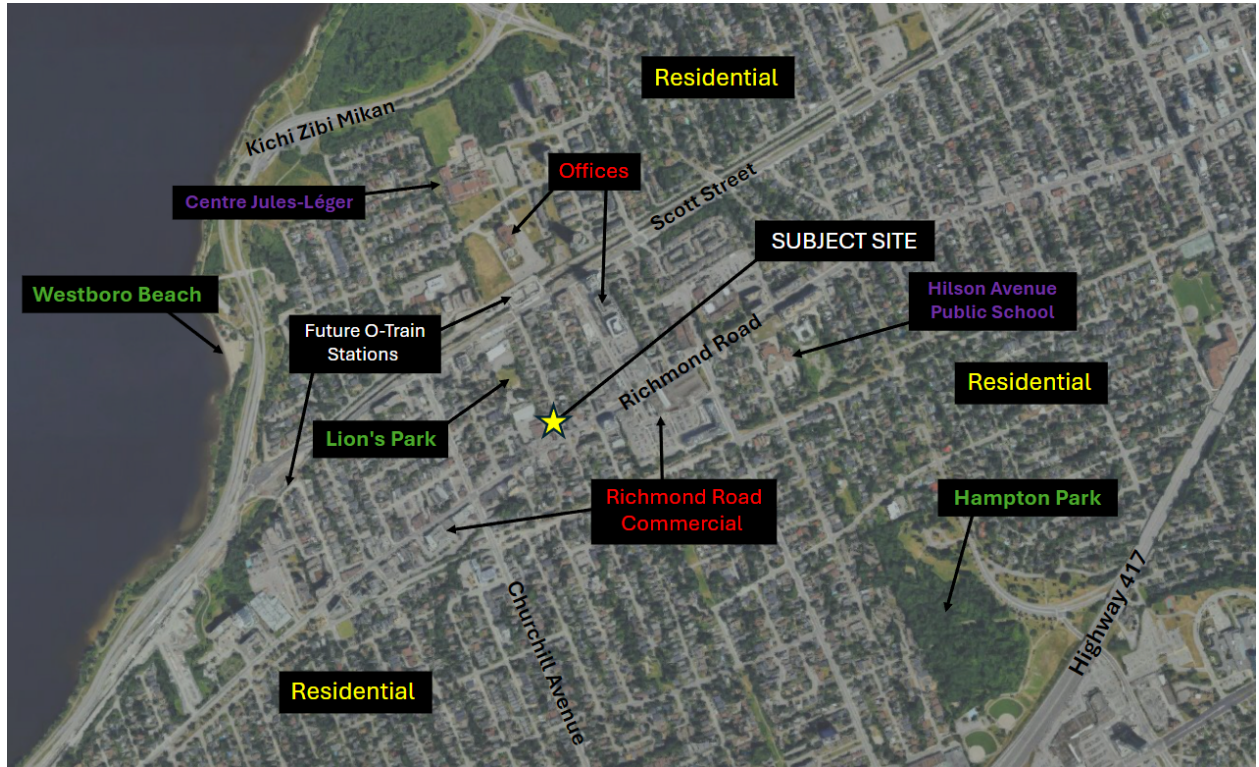 Residential
Kichi Zibi Mikan
Offices
Centre Jules-Léger
Scott Street
SUBJECT SITE
Westboro Beach
Hilson Avenue
Public School
Future O-Train
Stations
Richmond Road
Residential
Lion's Park
Richmond Road
Commercial
Hampton Park
Highway 417
Churchill Avenue
Residential